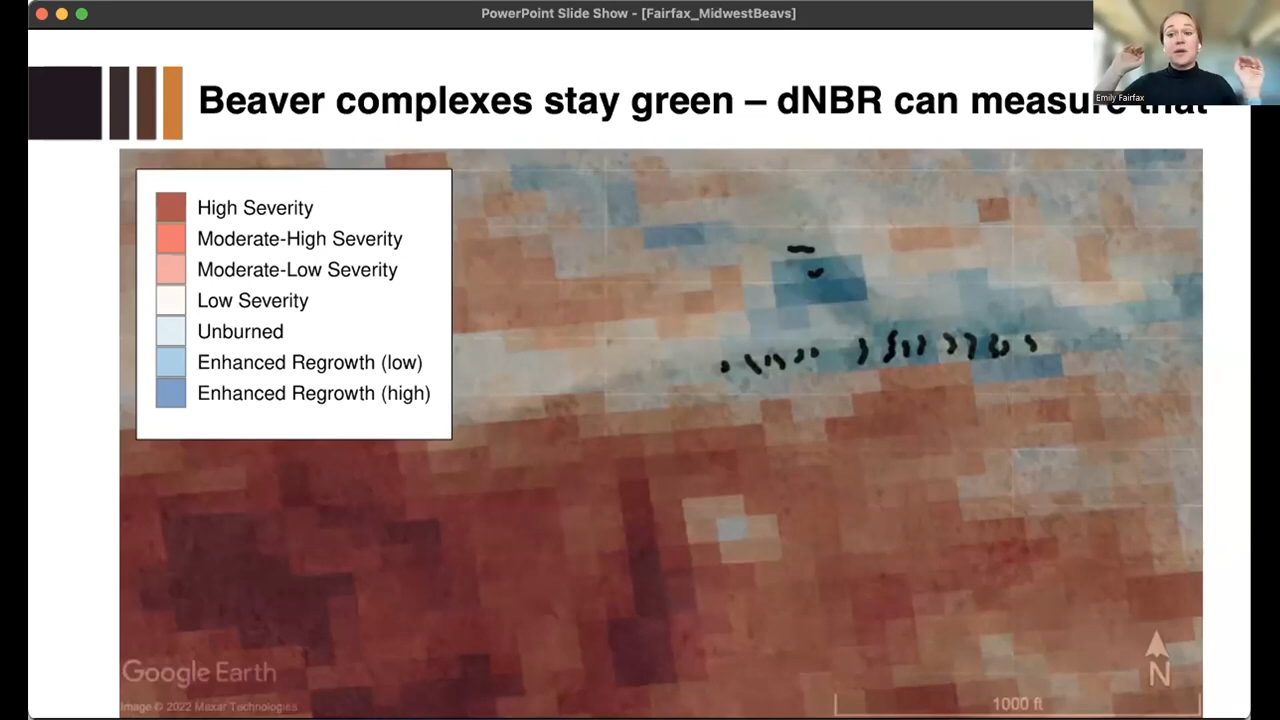 PowerPoint Slide Show - [Fairfax_MidwestBeavs]
Emily Fairfax
Beaver complexes stay green – dNBR can measure that
High Severity
Moderate-High Severity
Moderate-Low Severity
Low Severity
Unburned
Enhanced Regrowth (low)
Enhanced Regrowth (high)
Google Earth
Image © 2022 Maxar Technologies
N
1000 ft